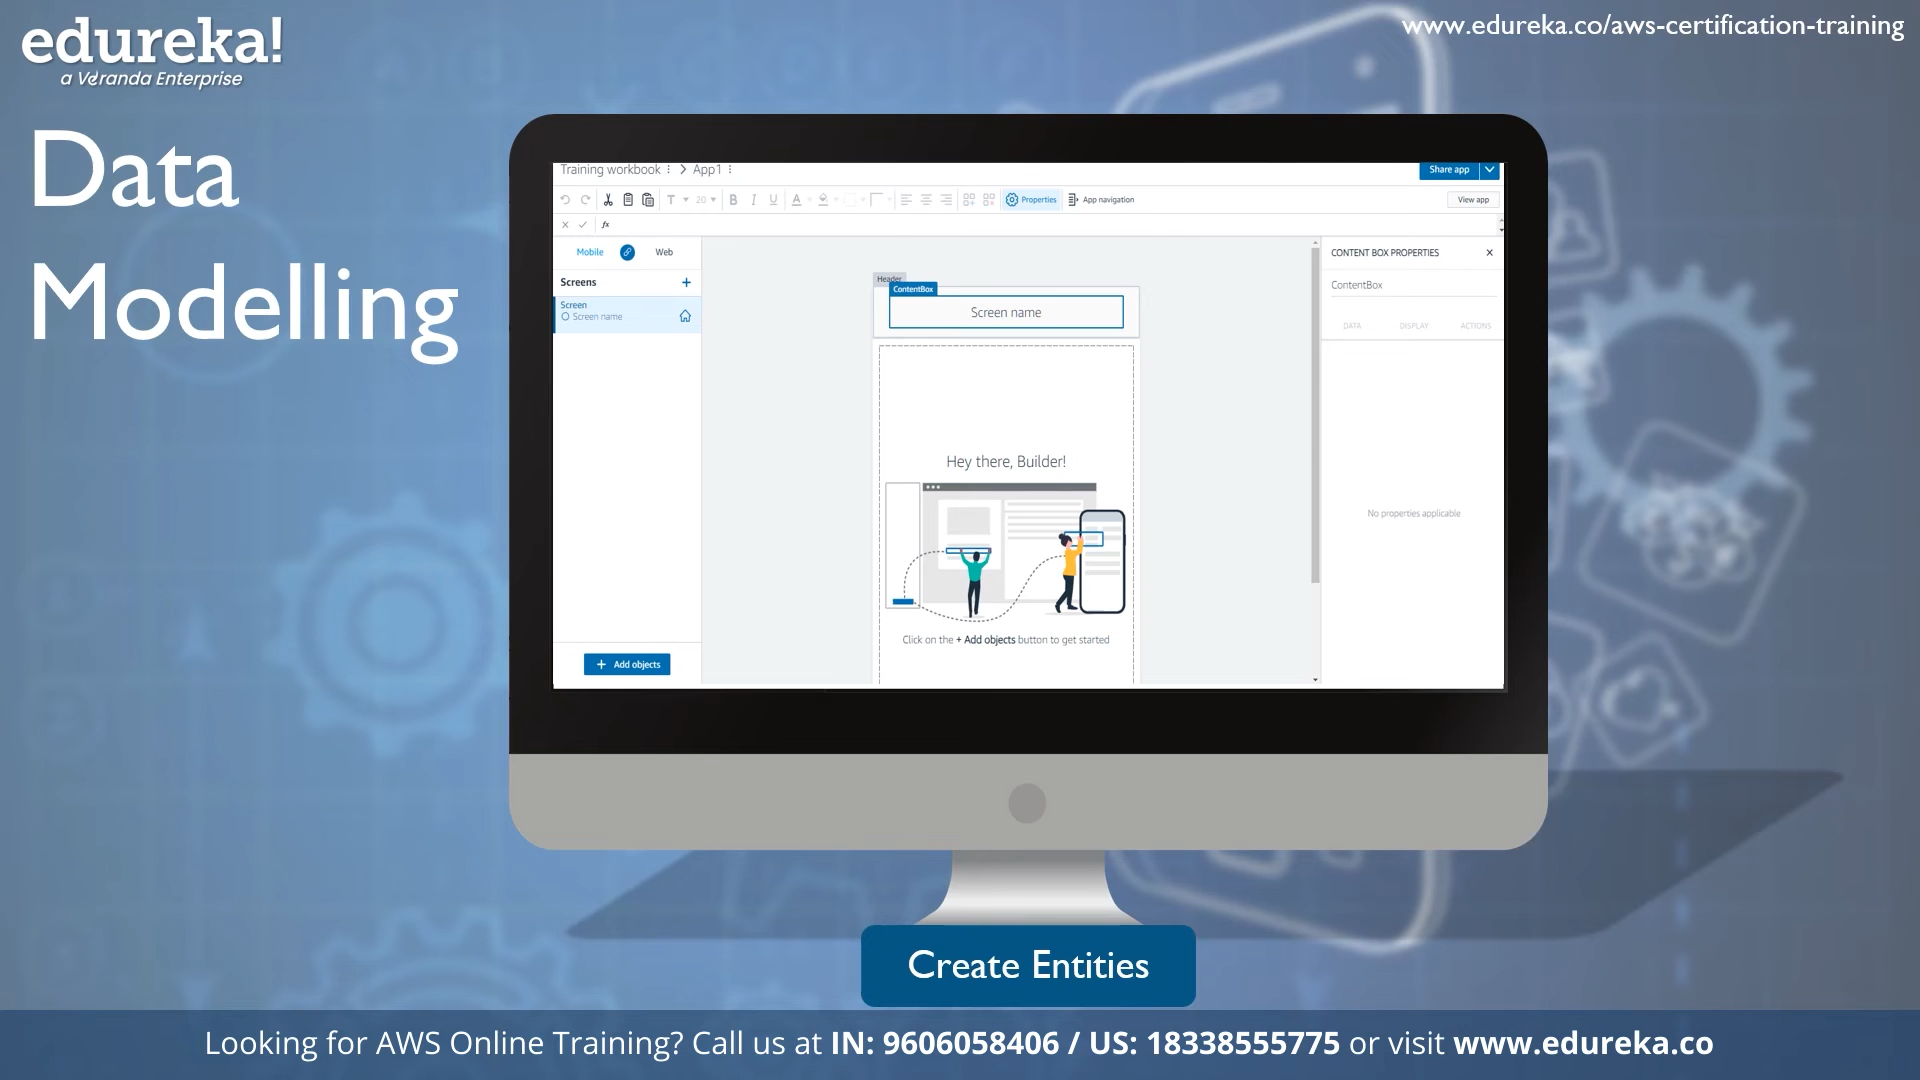 edureka!
a Veranda Enterprise
www.edureka.co/aws-certification-training
Data
Modelling
Training workbook
App1
Share app
T
20
B
I
U
A
Properties
App navigation
View app
fx
Mobile
Web
Screens
Screen
Screen name
Add objects
Header
ContentBox
Screen name
Hey there, Builder!
Click on the + Add objects button to get started
CONTENT BOX PROPERTIES
ContentBox
DATA
DISPLAY
ACTIONS
No properties applicable
Create Entities
Looking for AWS Online Training? Call us at IN: 9606058406 / US: 18338555775 or visit www.edureka.co